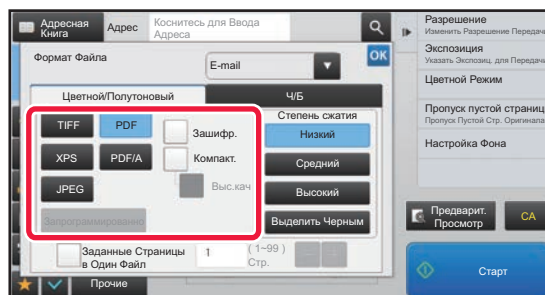 Адресная
Книга
Адрес
Коснитесь для Ввода
Адреса
Разрешение
Изменить Разрешение Передачи
Формат Файла
E-mail
OK
Экспозиция
Указать Экспозиц. для Передачи
Цветной/Полутоновый
Ч/Б
Цветной Режим
TIFF
PDF
Зашифр.
Степень сжатия
Низкий
Пропуск пустой страниц
Пропуск Пустой Стр. Оригинала
XPS
PDF/A
Компакт.
Средний
Настройка Фона
JPEG
Выс.кач
Высокий
Запрограммированно
Выделить Черным
Предварит.
Просмотр
CA
Заданные Страницы
в Один Файл
1
(1~99)
Стр.
Прочие
Старт